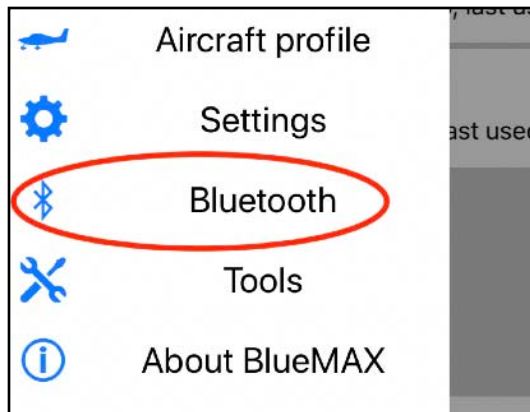 Aircraft profile
Settings
ast used
Bluetooth
Tools
About BlueMAX